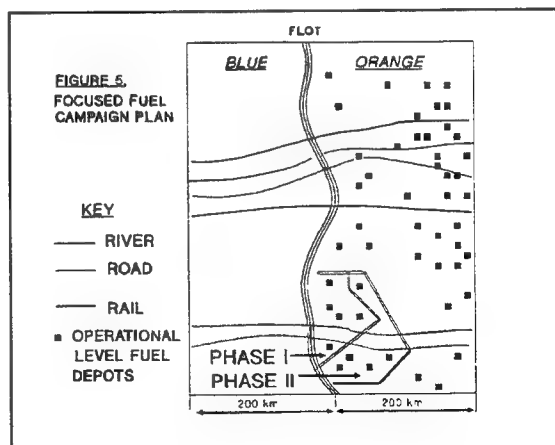 FLOT
BLUE ORANGE
FIGURE 5.
FOCUSED FUEL
CAMPAIGN PLAN
KEY
RIVER
ROAD
RAIL
OPERATIONAL
LEVEL FUEL
DEPOTS
PHASE I
PHASE II
200 km 200 km